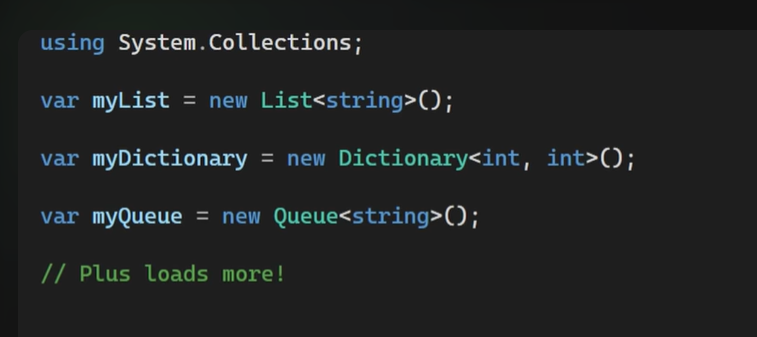 using System.Collections;
var myList = new List<string>();
var myDictionary = new Dictionary<int, int>();
var myQueue = new Queue<string>();
// Plus loads more!